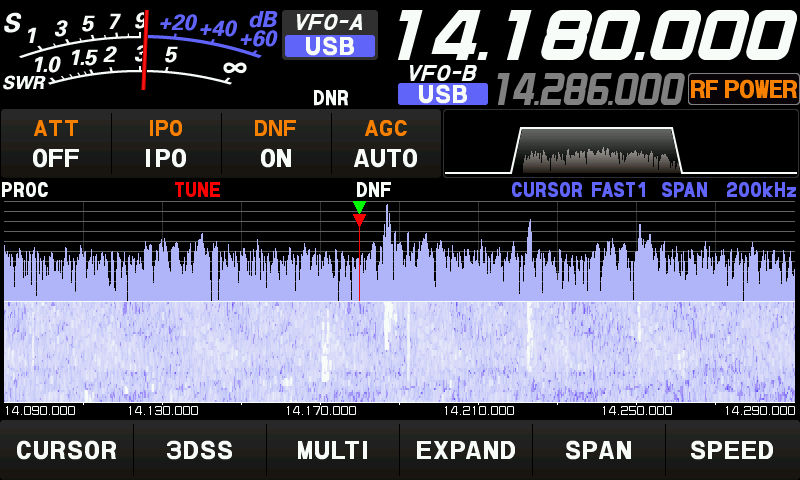 S 1 3 5 7 9 +20 +40 +60 dB
1.0 1.5 2 3 5 ∞
SWR
VFO-A
USB
14.180.000
VFO-B
USB
14.286.000
RF POWER
DNR
ATT IPO DNF AGC
OFF IPO ON AUTO
PROC TUNE DNF CURSOR FAST1 SPAN 200kHz
14.090.000 14.130.000 14.170.000 14.210.000 14.250.000 14.290.000
CURSOR 3DSS MULTI EXPAND SPAN SPEED